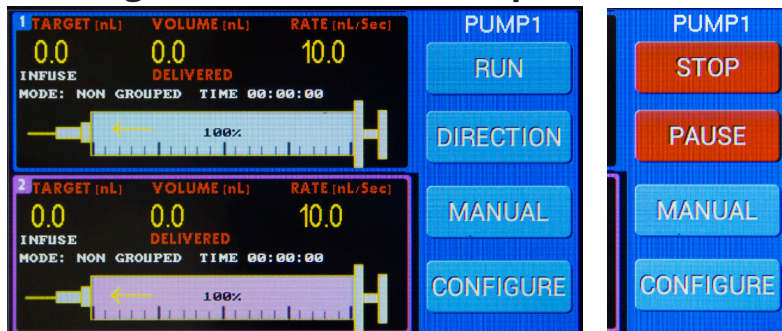 1 TARGET [nL] VOLUME [nL] RATE [nL/Sec]
0.0 0.0 10.0
INFUSE DELIVERED
MODE: NON GROUPED TIME 00:00:00
100%
2 TARGET [nL] VOLUME [nL] RATE [nL/Sec]
0.0 0.0 10.0
INFUSE DELIVERED
MODE: NON GROUPED TIME 00:00:00
100%
PUMP1
RUN
DIRECTION
MANUAL
CONFIGURE
PUMP1
STOP
PAUSE
MANUAL
CONFIGURE